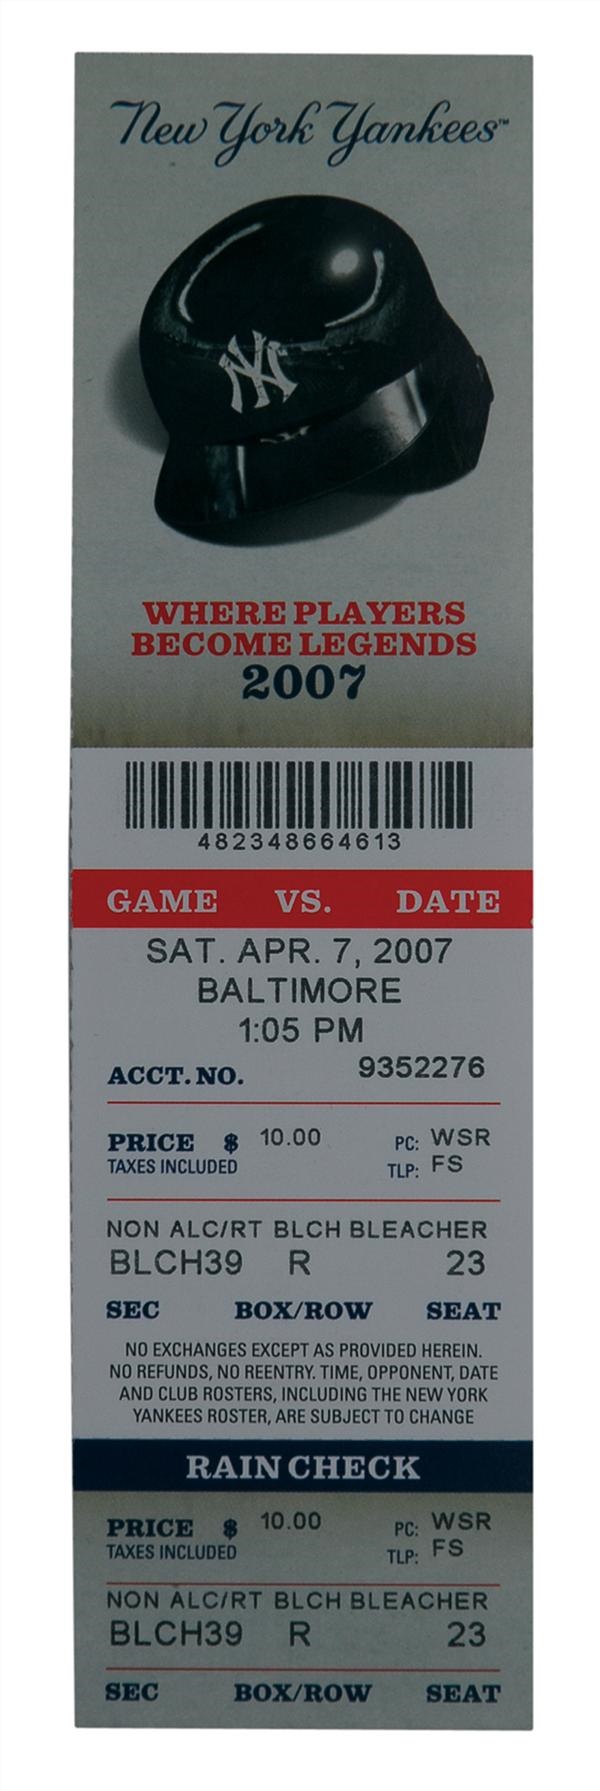 New York Yankees™
NY
WHERE PLAYERS
BECOME LEGENDS
2007
482348664613
GAME VS. DATE
SAT. APR. 7, 2007
BALTIMORE
1:05 PM
ACCT. NO. 9352276
PRICE $ 10.00 PC: WSR
TAXES INCLUDED TLP: FS
NON ALC/RT BLCH BLEACHER
BLCH39 R 23
SEC BOX/ROW SEAT
NO EXCHANGES EXCEPT AS PROVIDED HEREIN.
NO REFUNDS, NO REENTRY. TIME, OPPONENT, DATE
AND CLUB ROSTERS, INCLUDING THE NEW YORK
YANKEES ROSTER, ARE SUBJECT TO CHANGE
RAIN CHECK
PRICE $ 10.00 PC: WSR
TAXES INCLUDED TLP: FS
NON ALC/RT BLCH BLEACHER
BLCH39 R 23
SEC BOX/ROW SEAT